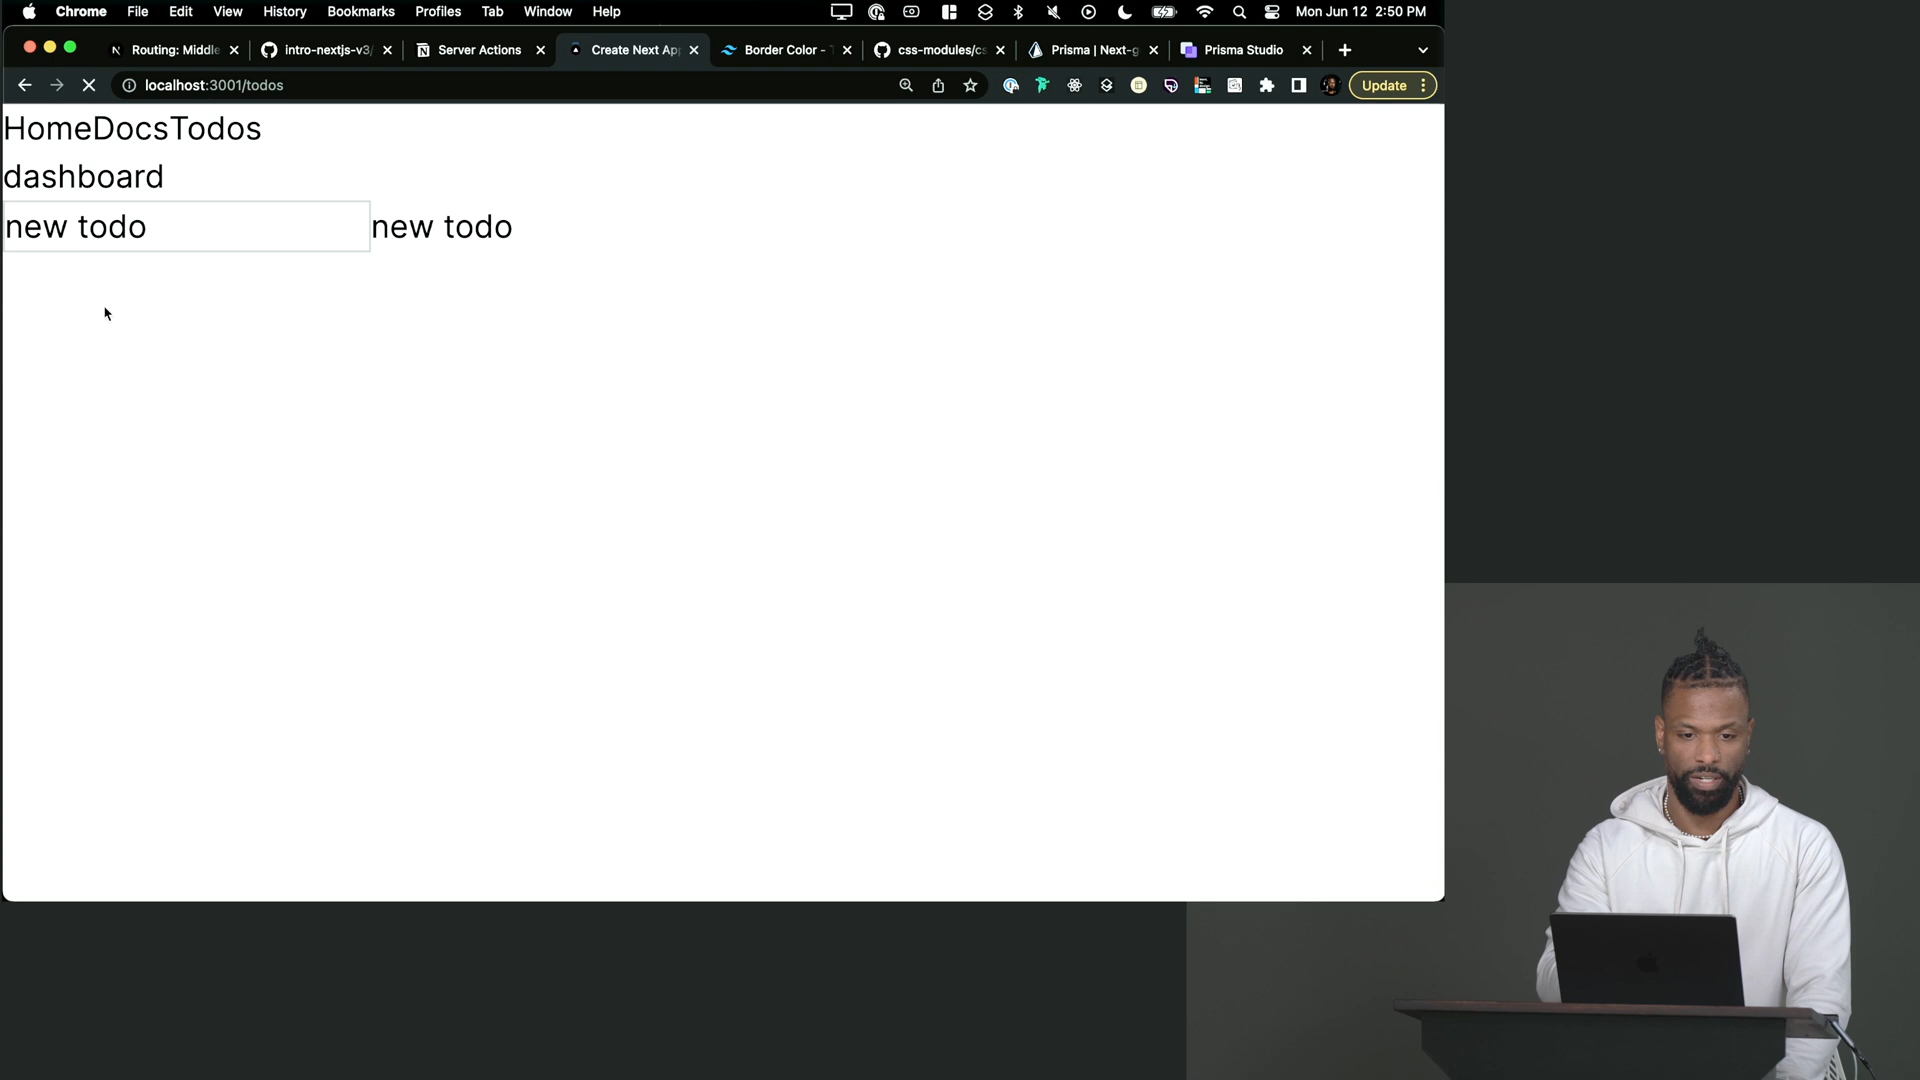 Chrome File Edit View History Bookmarks Profiles Tab Window Help Mon Jun 12 2:50 PM
Routing: Middle intro-nextjs-v3/ Server Actions Create Next Ap Border Color - css-modules/cs Prisma | Next-g Prisma Studio
localhost:3001/todos Update
HomeDocsTodos
dashboard
new todo new todo